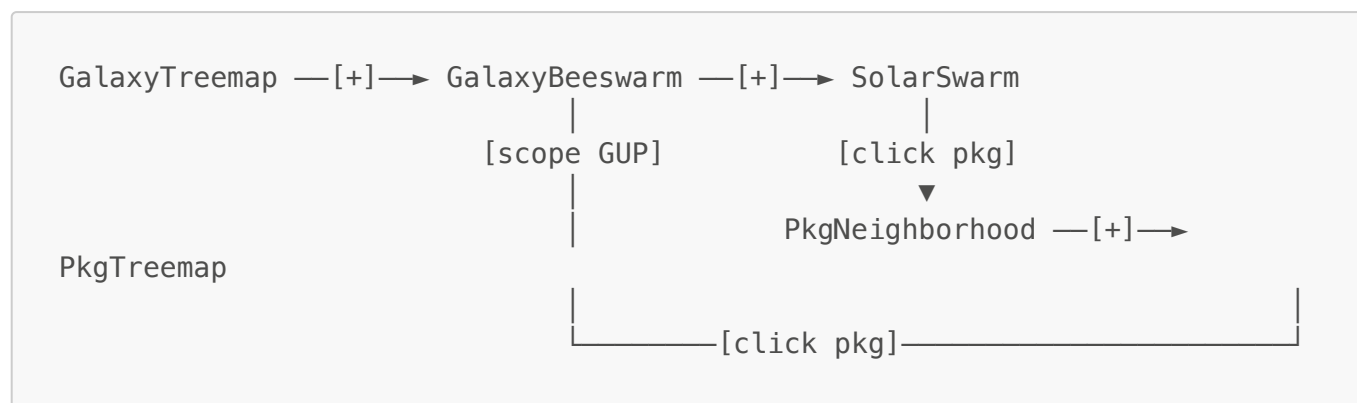 GalaxyTreemap ──[+]──► GalaxyBeeswarm ──[+]──► SolarSwarm
│ │
[scope GUP] [click pkg]
│ ▼
│ PkgNeighborhood ──[+]──►
PkgTreemap
│ │
└────────[click pkg]───────────────────────┘